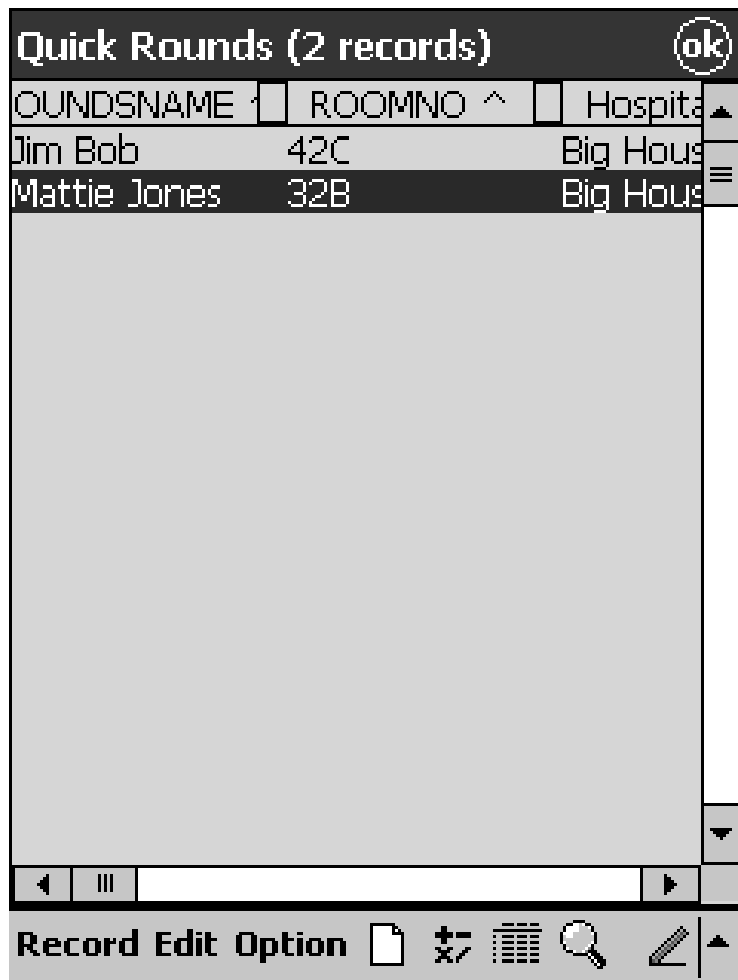 Quick Rounds (2 records) ok
OUNDSNAME ^ ROOMNO ^ Hospita
Jim Bob 42C Big Hous
Mattie Jones 32B Big Hous
Record Edit Option